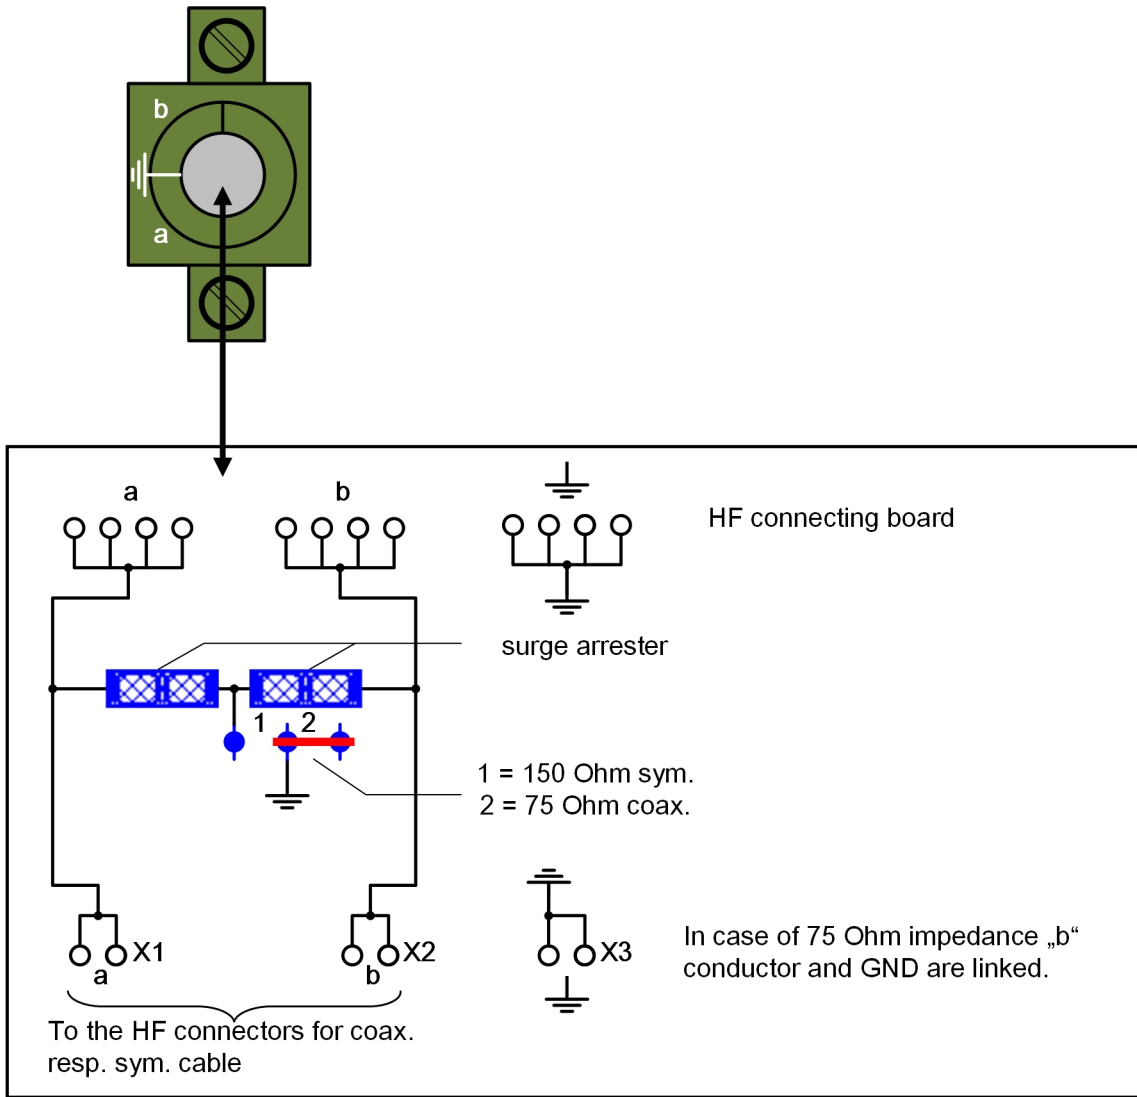 b
a
a
b
HF connecting board
surge arrester
1
2
1 = 150 Ohm sym.
2 = 75 Ohm coax.
X1
X2
X3
a
b
In case of 75 Ohm impedance „b“
conductor and GND are linked.
To the HF connectors for coax.
resp. sym. cable